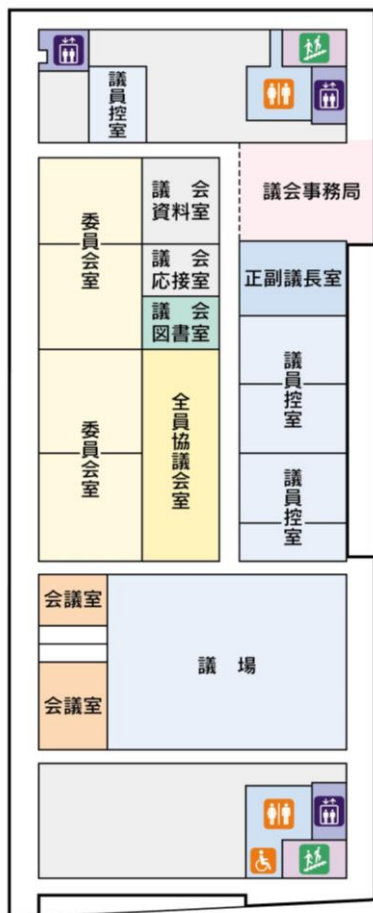 議員控室
議会事務局
委員会室
議　会
資料室
議　会
応接室
正副議長室
議　会
図書室
議員控室
委員会室
全員協議会室
議員控室
会議室
議　場
会議室